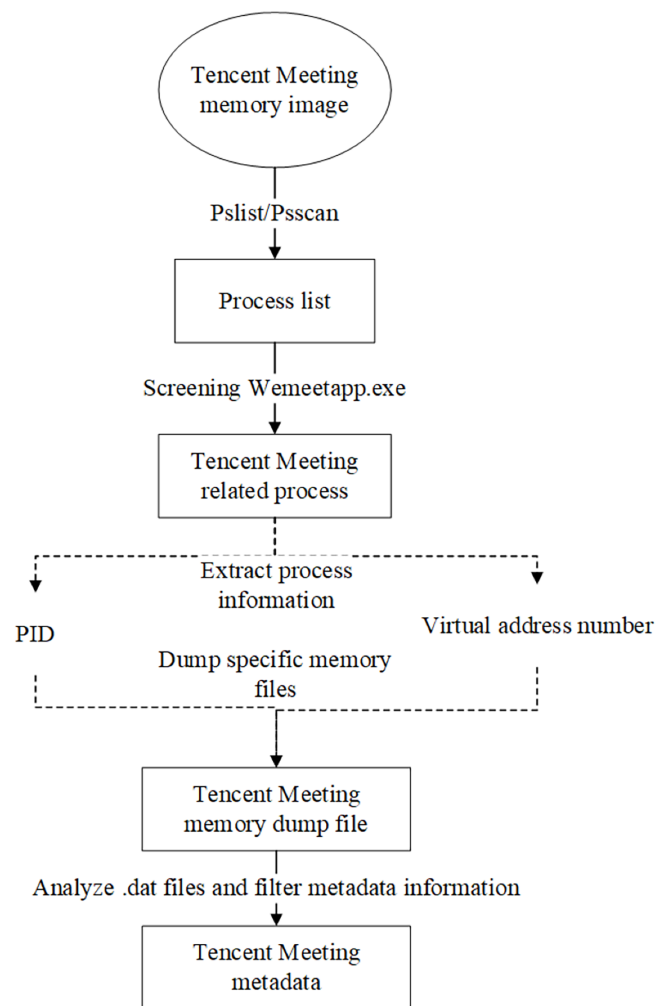 Tencent Meeting
memory image
Pslist/Psscan
Process list
Screening Wemeetapp.exe
Tencent Meeting
related process
Extract process
information
PID
Virtual address number
Dump specific memory
files
Tencent Meeting
memory dump file
Analyze .dat files and filter metadata information
Tencent Meeting
metadata